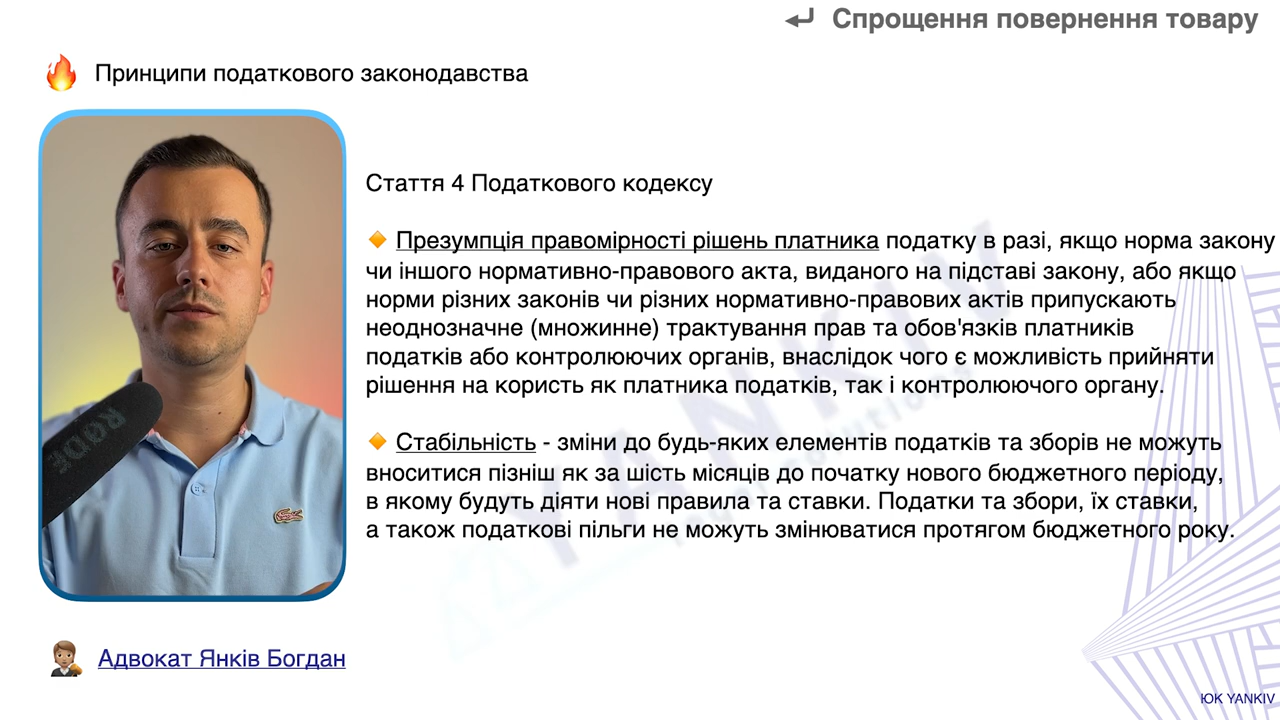 Спрощення повернення товару
Принципи податкового законодавства
Стаття 4 Податкового кодексу
Презумпція правомірності рішень платника податку в разі, якщо норма закону
чи іншого нормативно-правового акта, виданого на підставі закону, або якщо
норми різних законів чи різних нормативно-правових актів припускають
неоднозначне (множинне) трактування прав та обов'язків платників
податків або контролюючих органів, внаслідок чого є можливість прийняти
рішення на користь як платника податків, так і контролюючого органу.
Стабільність - зміни до будь-яких елементів податків та зборів не можуть
вноситися пізніш як за шість місяців до початку нового бюджетного періоду,
в якому будуть діяти нові правила та ставки. Податки та збори, їх ставки,
а також податкові пільги не можуть змінюватися протягом бюджетного року.
RØDE
YANKIV
Адвокат Янків Богдан
ЮК YANKIV